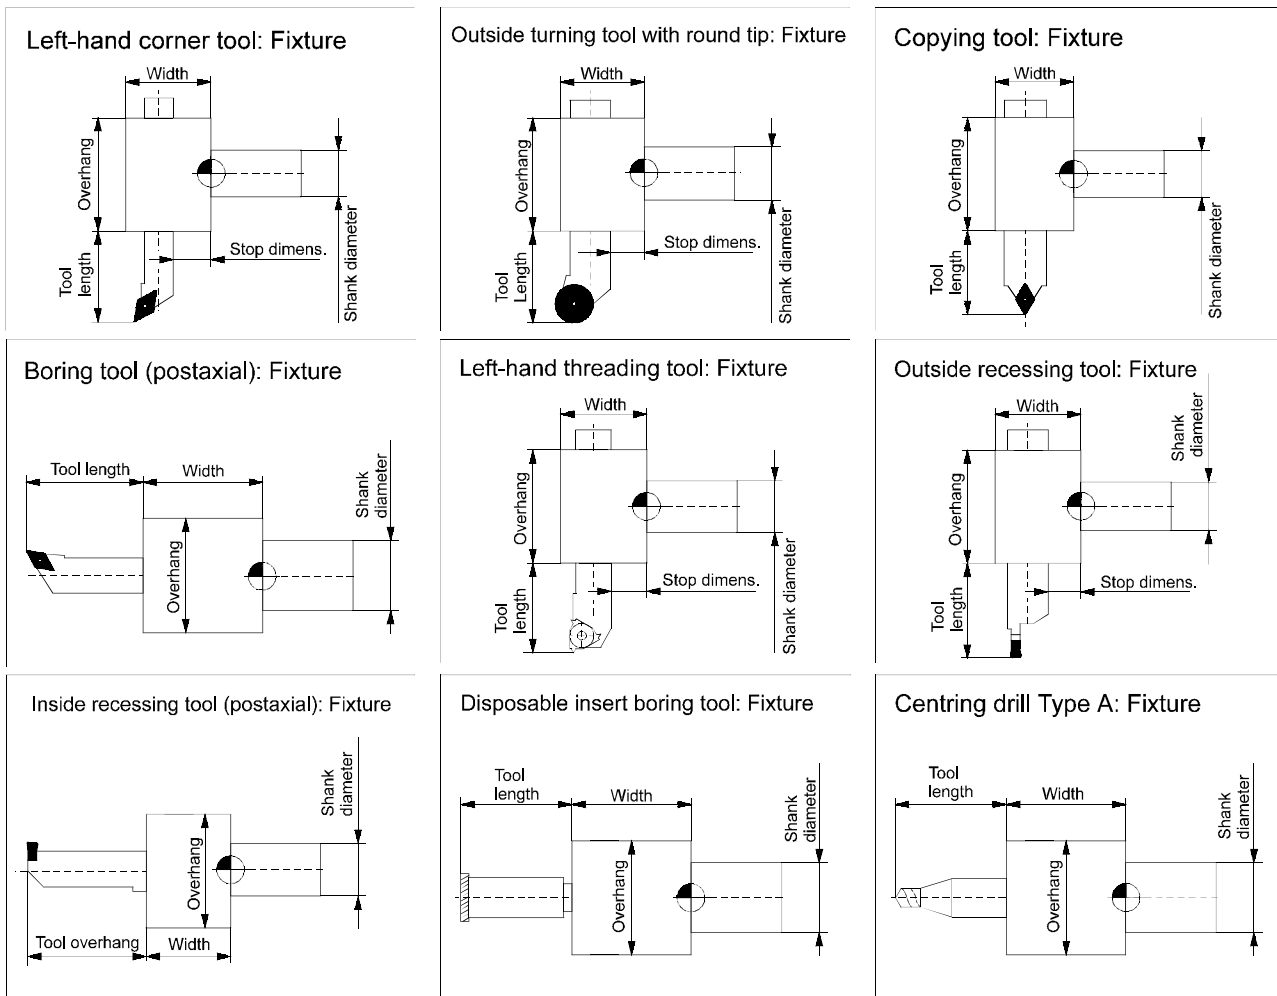 Left-hand corner tool: Fixture
Width
Overhang
Tool
length
Stop dimens.
Shank diameter
Outside turning tool with round tip: Fixture
Width
Overhang
Tool
Length
Stop dimens.
Shank diameter
Copying tool: Fixture
Width
Overhang
Tool
length
Shank diameter
Boring tool (postaxial): Fixture
Tool length
Width
Shank
diameter
Overhang
Left-hand threading tool: Fixture
Width
Overhang
Tool
length
Stop dimens.
Shank diameter
Outside recessing tool: Fixture
Width
Shank
diameter
Overhang
Tool
length
Stop dimens.
Inside recessing tool (postaxial): Fixture
Shank
diameter
Overhang
Tool overhang
Width
Disposable insert boring tool: Fixture
Tool
length
Width
Shank
diameter
Overhang
Centring drill Type A: Fixture
Tool
length
Width
Shank
diameter
Overhang